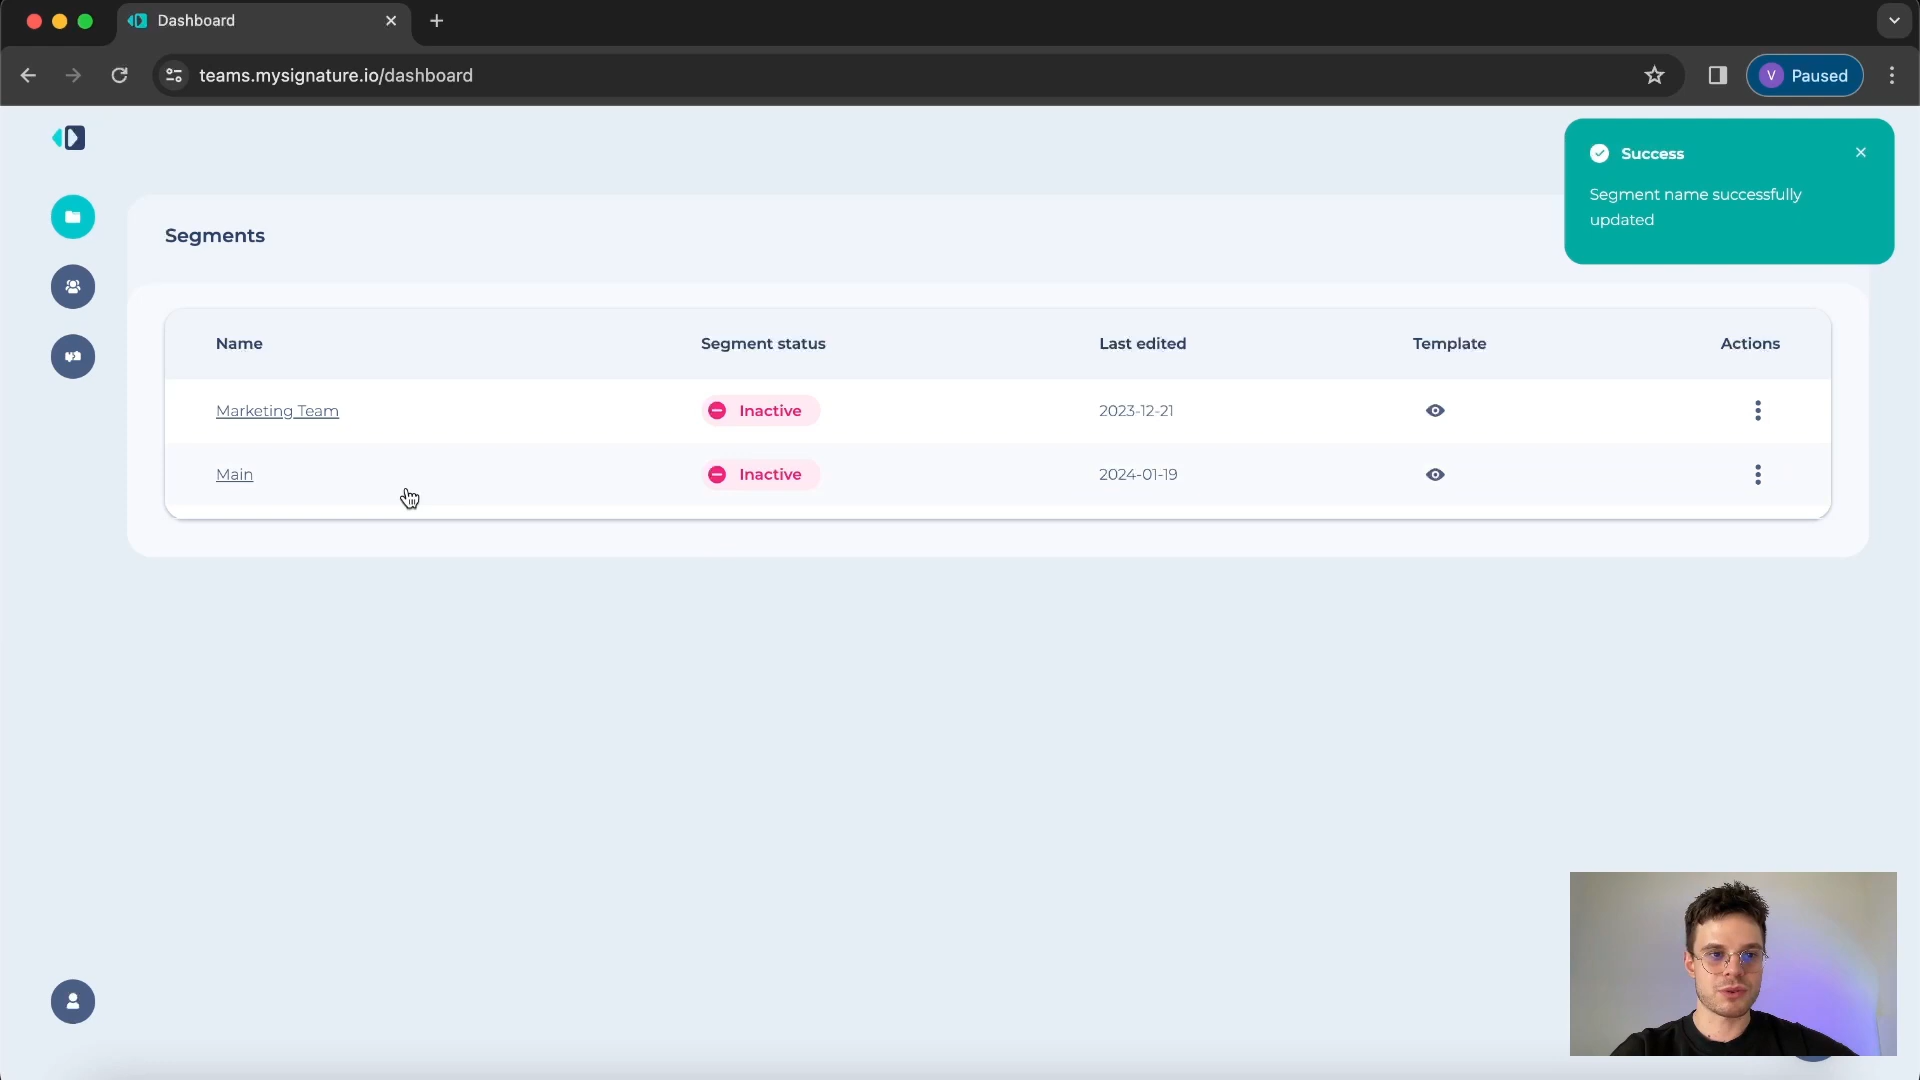 Dashboard
teams.mysignature.io/dashboard
V Paused
Success
Segment name successfully
updated
Segments
Name Segment status Last edited Template Actions
Marketing Team Inactive 2023-12-21
Main Inactive 2024-01-19